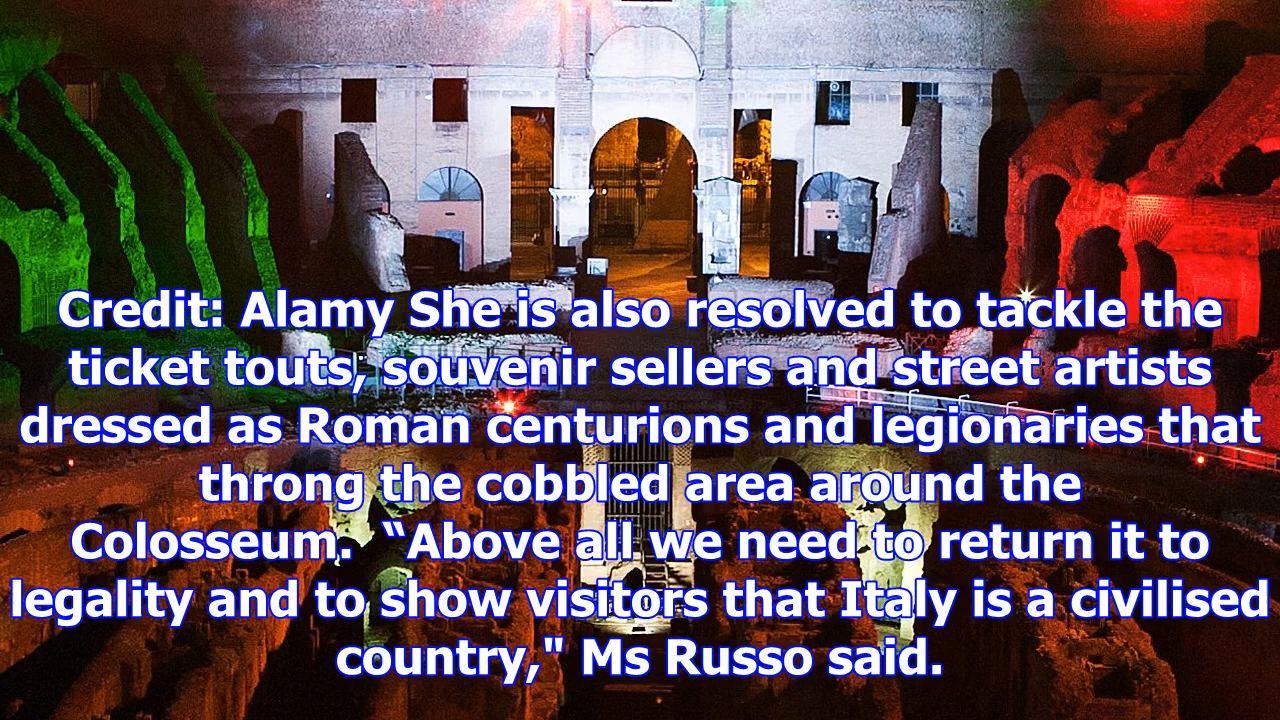 Credit: Alamy She is also resolved to tackle the
ticket touts, souvenir sellers and street artists
dressed as Roman centurions and legionaries that
throng the cobbled area around the
Colosseum.  “Above all we need to return it to
legality and to show visitors that Italy is a civilised
country," Ms Russo said.